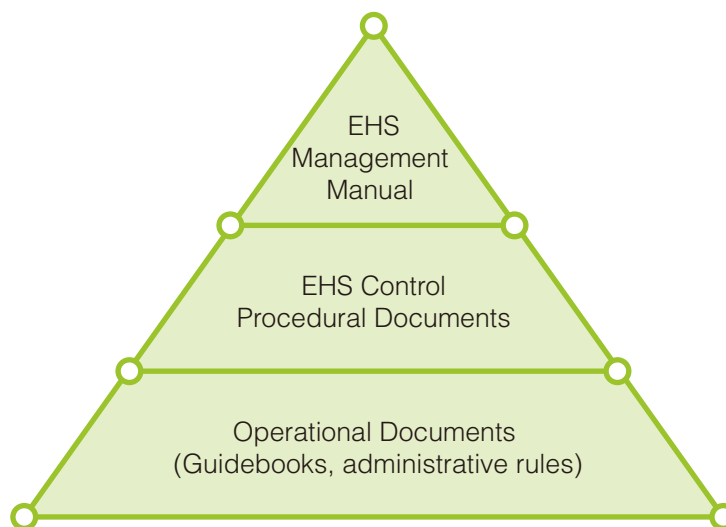 EHS
Management
Manual
EHS Control
Procedural Documents
Operational Documents
(Guidebooks, administrative rules)